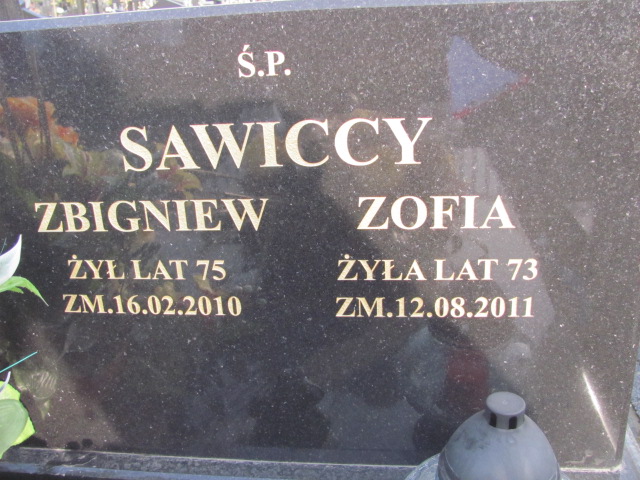 Ś.P.
SAWICCY
ZBIGNIEW ZOFIA
ŻYŁ LAT 75 ŻYŁA LAT 73
ZM.16.02.2010 ZM.12.08.2011